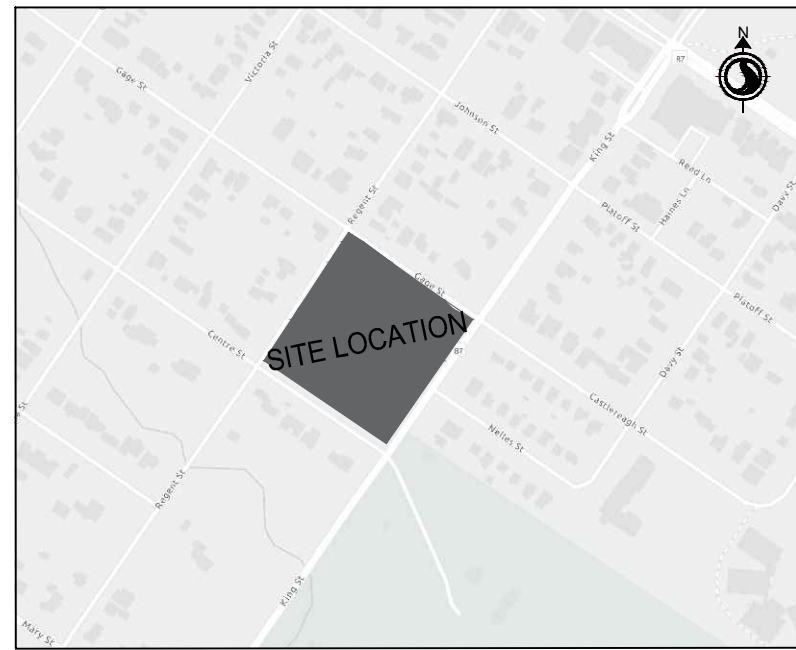 N
87
Gage St
Victoria St
Johnson St
King St
Reed Ln
Haines Ln
Davy St
Regent St
Platoff St
Gage St
Platoff St
SITE LOCATION
87
Centre St
Davy St
Castlereagh St
Nelles St
St
Regent St
King St
Mary St